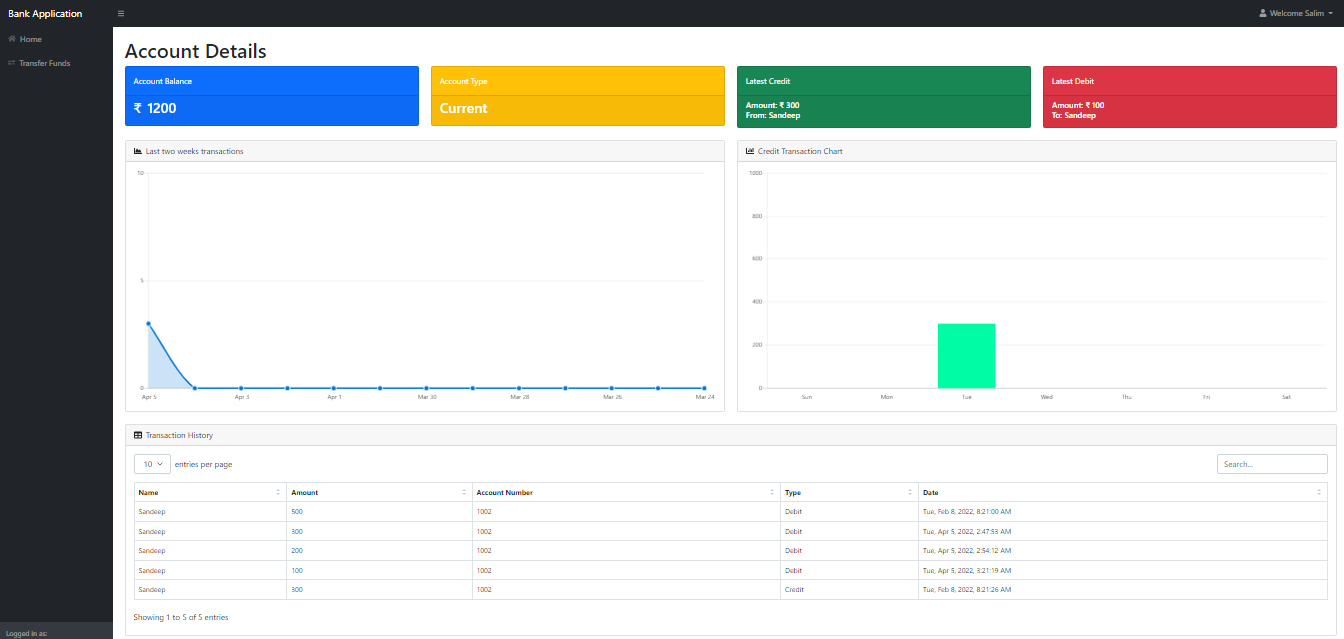 Bank Application
Welcome Salim
Home
Transfer Funds
Account Details
Account Balance
₹ 1200
Account Type
Current
Latest Credit
Amount: ₹ 300
From: Sandeep
Latest Debit
Amount: ₹ 100
To: Sandeep
Last two weeks transactions
10
5
0
Apr 5 Apr 3 Apr 1 Mar 30 Mar 28 Mar 26 Mar 24
Credit Transaction Chart
1000
800
600
400
200
0
Sun Mon Tue Wed Thu Fri Sat
Transaction History
10 entries per page
Search...
Name Amount Account Number Type Date
Sandeep 500 1002 Debit Tue, Feb 8, 2022, 8:21:00 AM
Sandeep 300 1002 Debit Tue, Apr 5, 2022, 2:47:53 AM
Sandeep 200 1002 Debit Tue, Apr 5, 2022, 2:54:12 AM
Sandeep 100 1002 Debit Tue, Apr 5, 2022, 3:21:19 AM
Sandeep 300 1002 Credit Tue, Feb 8, 2022, 8:21:26 AM
Showing 1 to 5 of 5 entries
Logged in as: